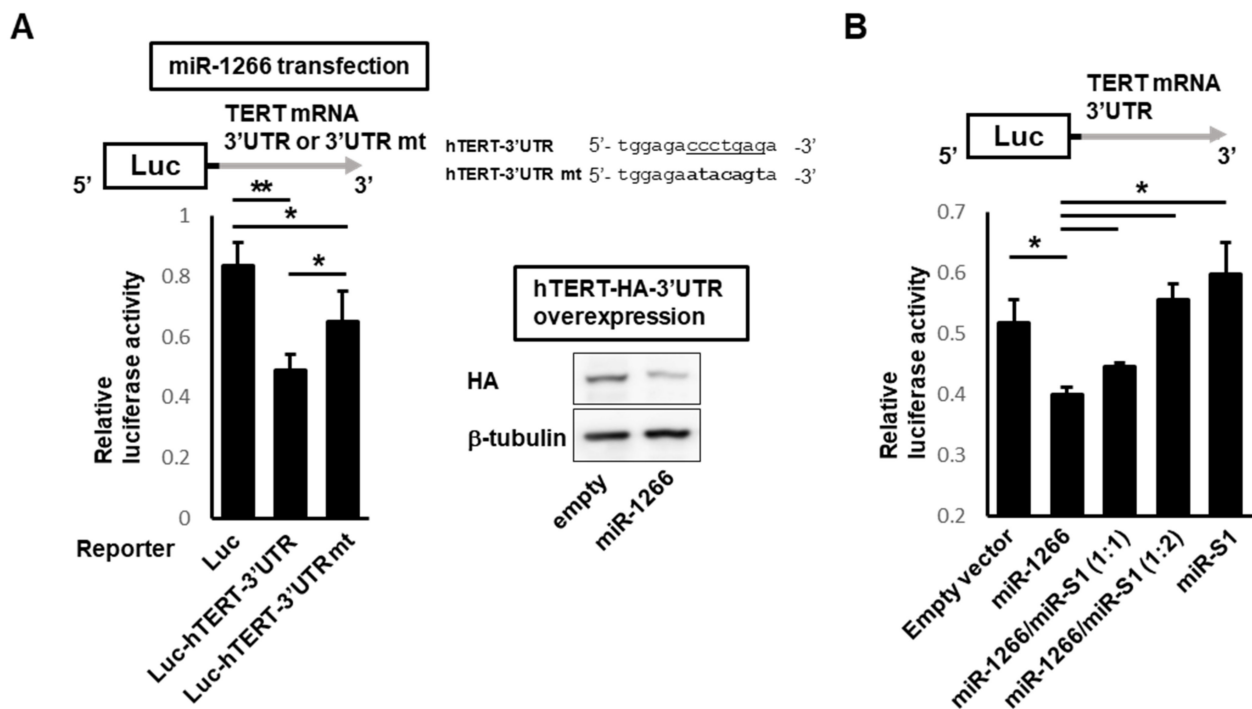 A
miR-1266 transfection
TERT mRNA
3’UTR or 3’UTR mt
Luc
5’
3’
hTERT-3’UTR 5’- tggagaccctgaga -3’
hTERT-3’UTR mt 5’- tggagaatacagta -3’
**
*
*
1
0.8
0.6
0.4
0.2
0
Relative
luciferase activity
Reporter
Luc
Luc-hTERT-3’UTR
Luc-hTERT-3’UTR mt
hTERT-HA-3’UTR
overexpression
HA
β-tubulin
empty
miR-1266
B
TERT mRNA
3’UTR
Luc
5’
3’
*
*
0.7
0.6
0.5
0.4
0.3
0.2
Relative
luciferase activity
Empty vector
miR-1266
miR-1266/miR-S1 (1:1)
miR-1266/miR-S1 (1:2)
miR-S1